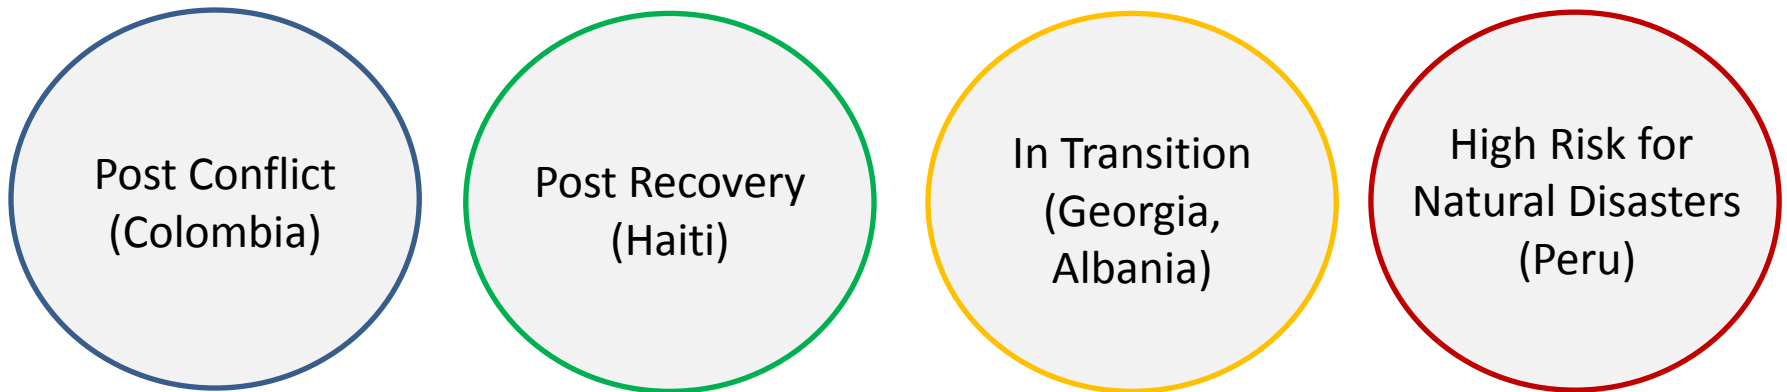 Post Conflict
(Colombia)
Post Recovery
(Haiti)
In Transition
(Georgia,
Albania)
High Risk for
Natural Disasters
(Peru)